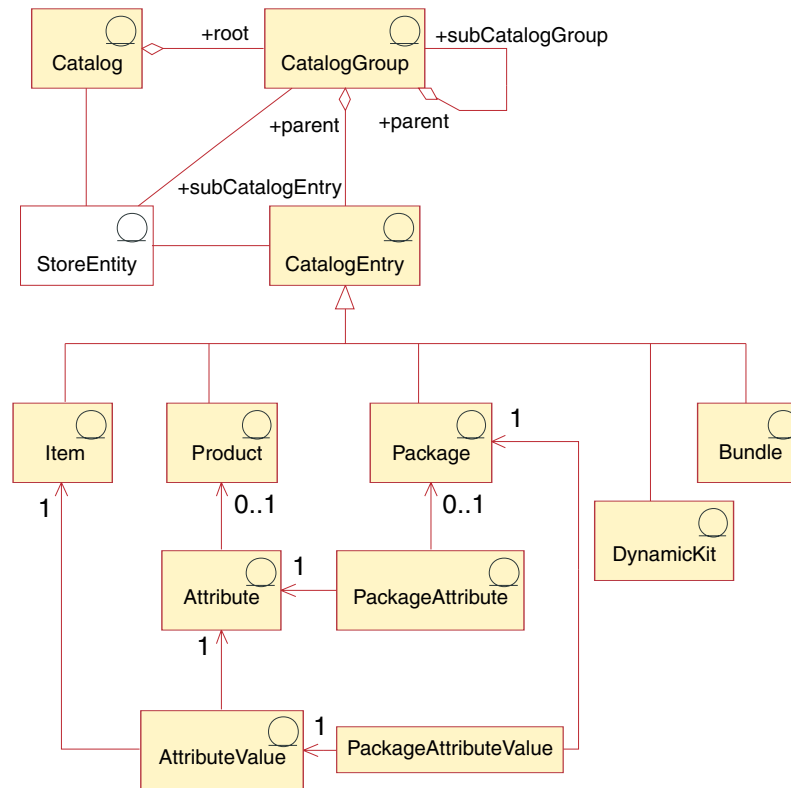 +root
+subCatalogGroup
Catalog
CatalogGroup
+parent
+parent
+subCatalogEntry
StoreEntity
CatalogEntry
1
Item
Product
Package
Bundle
1
0..1
0..1
DynamicKit
1
Attribute
PackageAttribute
1
1
AttributeValue
PackageAttributeValue